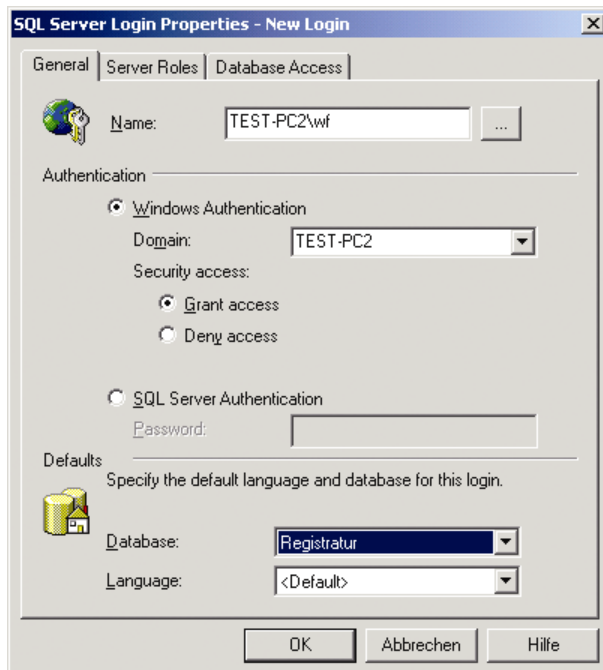 SQL Server Login Properties - New Login
General Server Roles Database Access
Name: TEST-PC2\wf ...
Authentication
Windows Authentication
Domain: TEST-PC2
Security access:
Grant access
Deny access
SQL Server Authentication
Password:
Defaults
Specify the default language and database for this login.
Database: Registratur
Language: <Default>
OK Abbrechen Hilfe